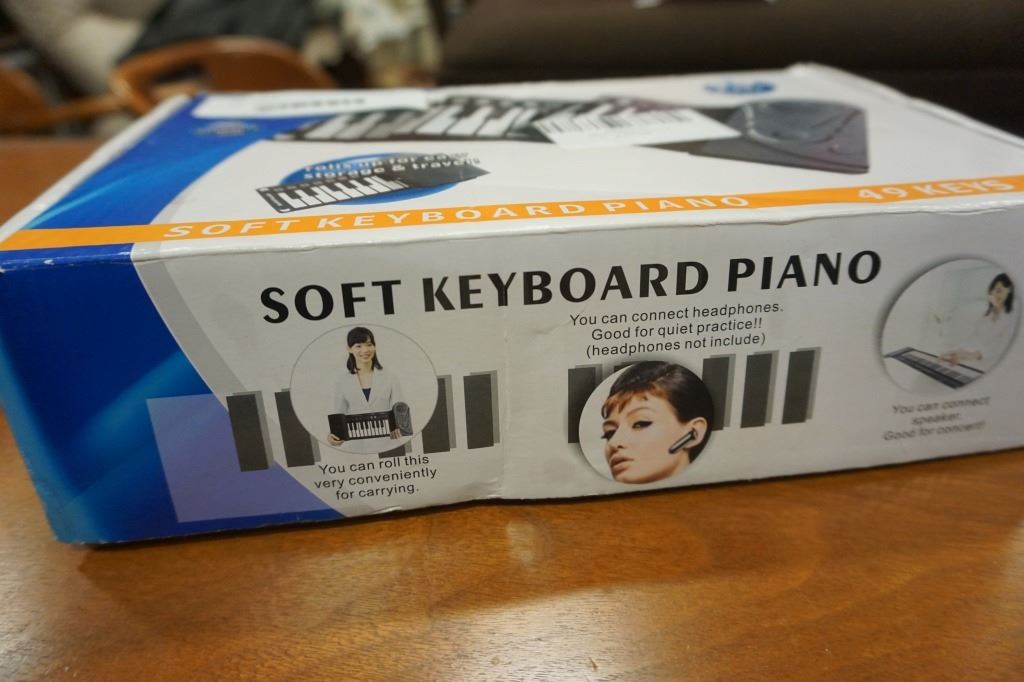 rolls up for easy
storage & travels
SOFT KEYBOARD PIANO 49 KEYS
SOFT KEYBOARD PIANO
You can connect headphones.
Good for quiet practice!!
(headphones not include)
You can roll this
very conveniently
for carrying.
You can connect
speaker.
Good for concert!